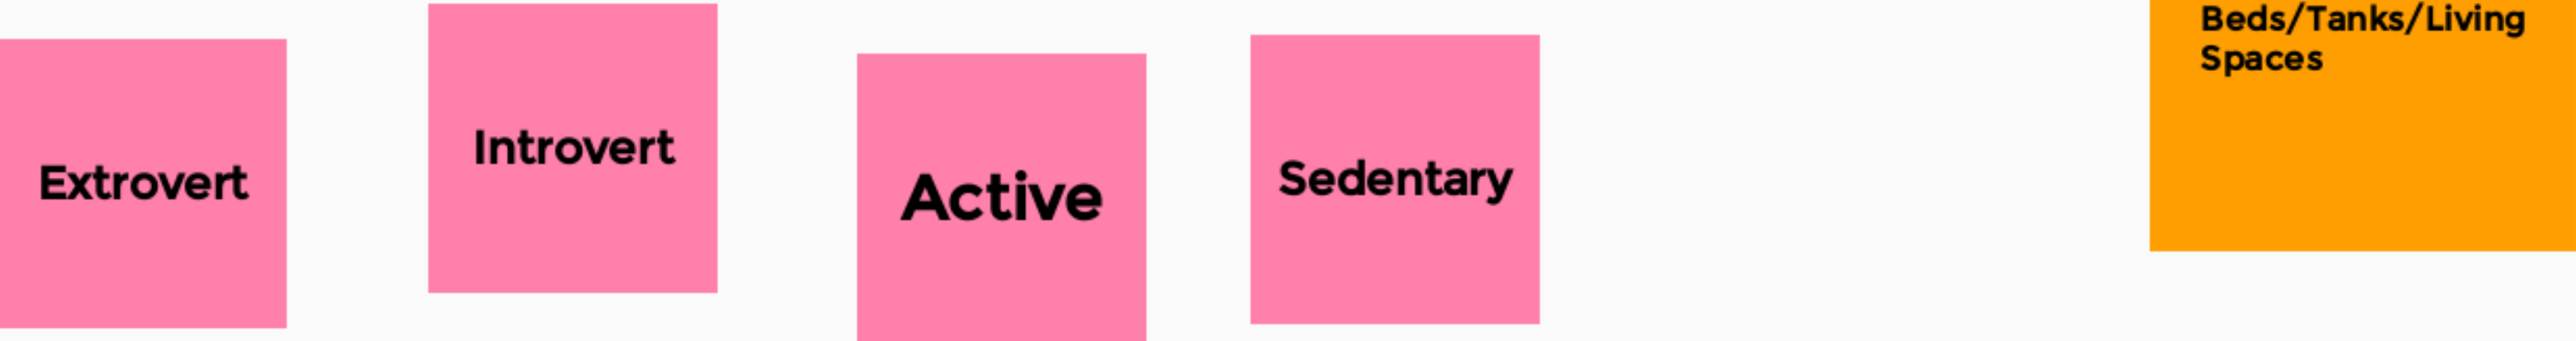 Extrovert
Introvert
Active
Sedentary
Beds/Tanks/Living
Spaces